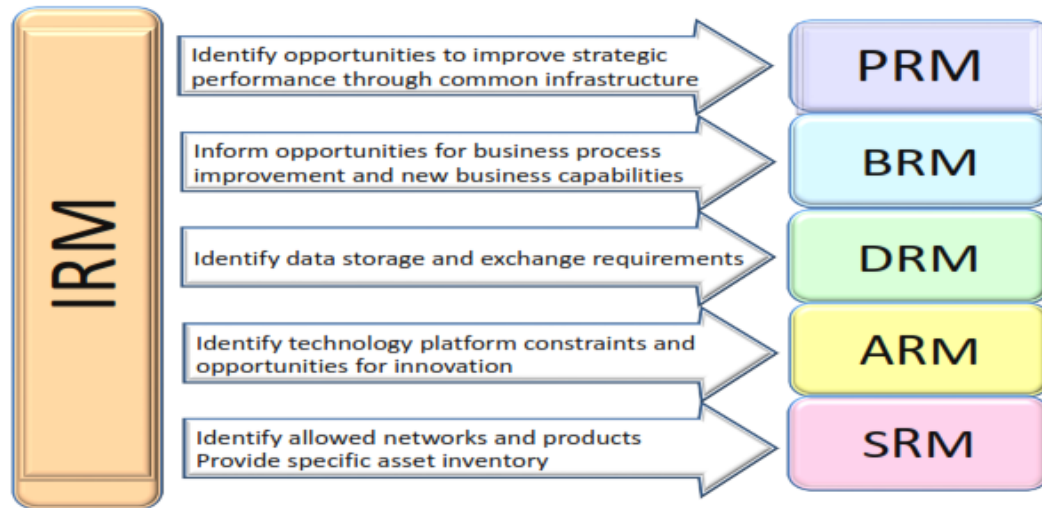 IRM
Identify opportunities to improve strategic
performance through common infrastructure
PRM
Inform opportunities for business process
improvement and new business capabilities
BRM
Identify data storage and exchange requirements
DRM
Identify technology platform constraints and
opportunities for innovation
ARM
Identify allowed networks and products
Provide specific asset inventory
SRM